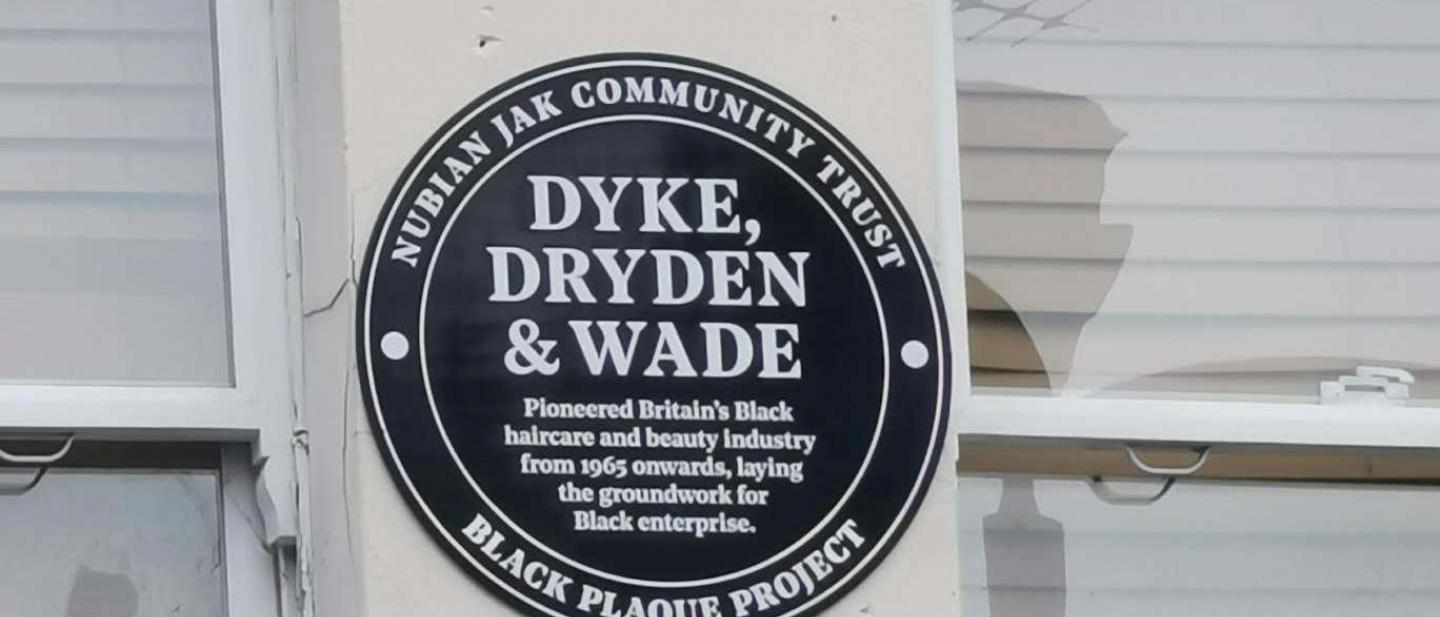 NUBIAN JAK COMMUNITY TRUST
DYKE,
DRYDEN
& WADE
Pioneered Britain's Black
haircare and beauty industry
from 1965 onwards, laying
the groundwork for
Black enterprise.
BLACK PLAQUE PROJECT